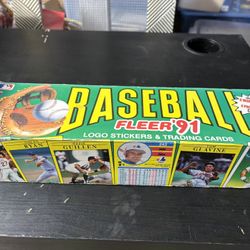 BASEBALL
FLEER '91
LOGO STICKERS & TRADING CARDS
RYAN
GUILLEN
GLAVINE